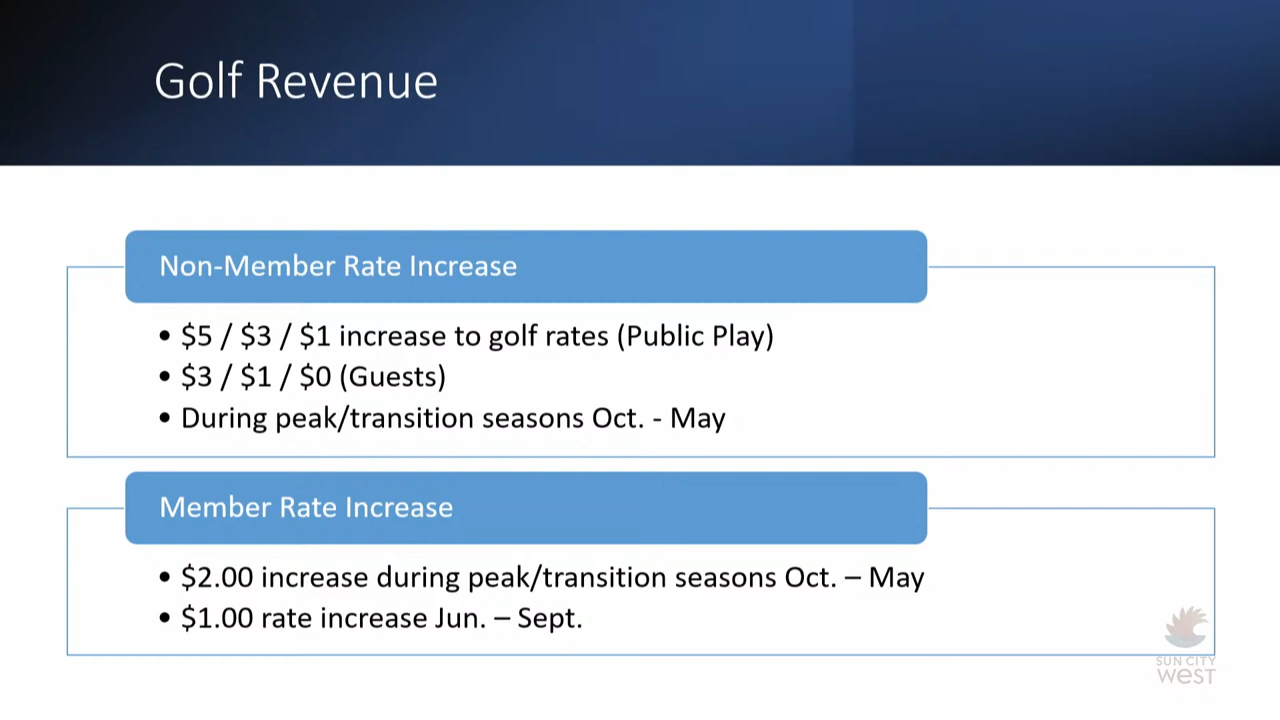 Golf Revenue
Non-Member Rate Increase
• $5 / $3 / $1 increase to golf rates (Public Play)
• $3 / $1 / $0 (Guests)
• During peak/transition seasons Oct. - May
Member Rate Increase
• $2.00 increase during peak/transition seasons Oct. – May
• $1.00 rate increase Jun. – Sept.
SUN CITY
west